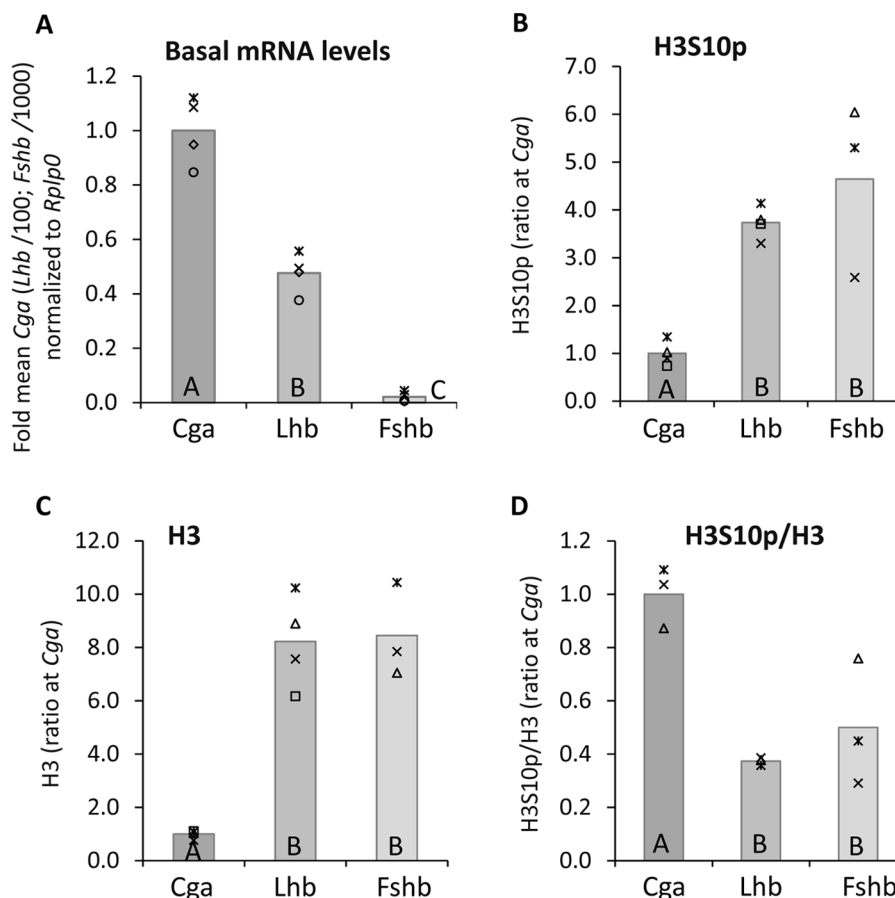 A
Basal mRNA levels
Fold mean Cga (Lhb /100; Fshb /1000)
normalized to Rplp0
1.2
1.0
0.8
0.6
0.4
0.2
0.0
A
B
C
Cga Lhb Fshb
B
H3S10p
H3S10p (ratio at Cga)
7.0
6.0
5.0
4.0
3.0
2.0
1.0
0.0
A
B
B
Cga Lhb Fshb
C
H3
H3 (ratio at Cga)
12.0
10.0
8.0
6.0
4.0
2.0
0.0
A
B
B
Cga Lhb Fshb
D
H3S10p/H3
H3S10p/H3 (ratio at Cga)
1.2
1.0
0.8
0.6
0.4
0.2
0.0
A
B
B
Cga Lhb Fshb